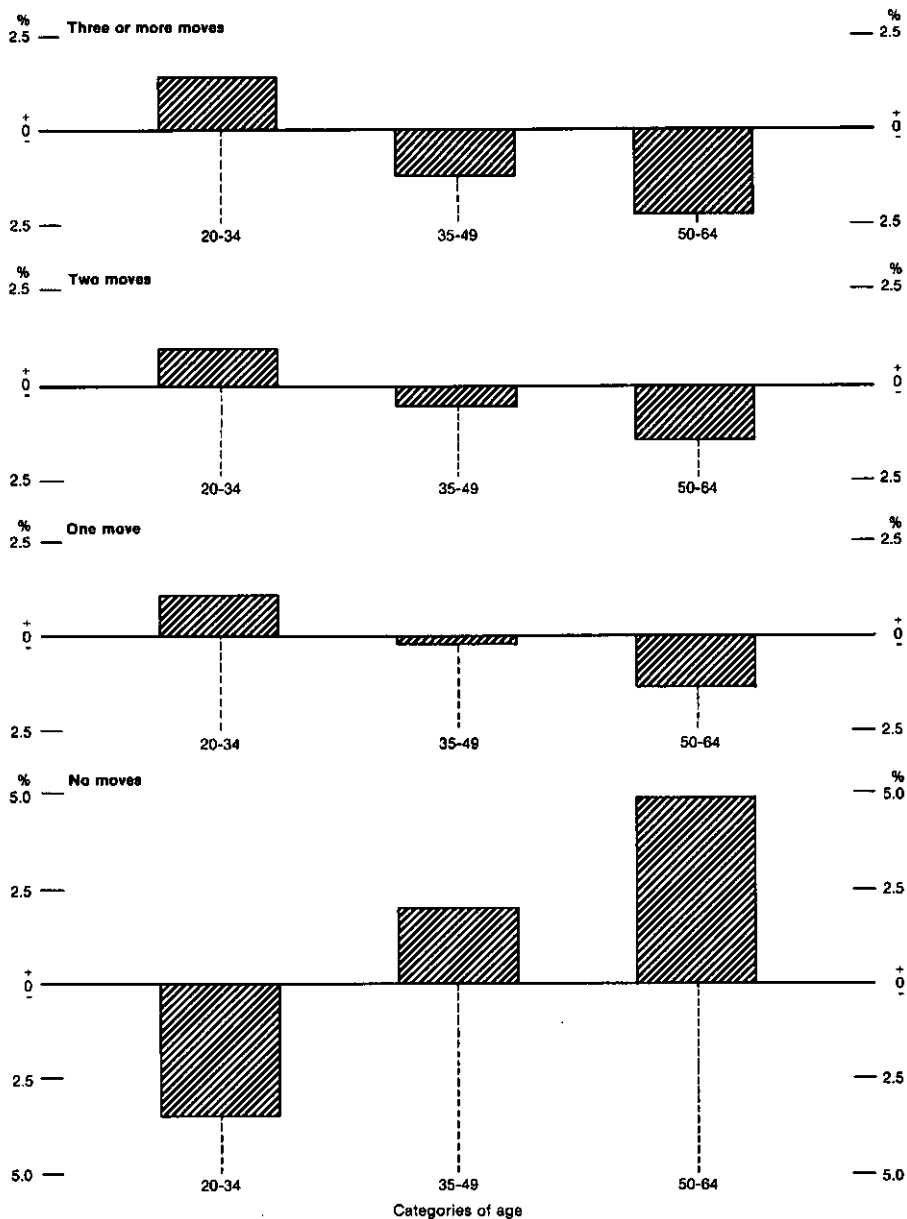 % %
2.5 Three or more moves 2.5
+ +
0 0
- -
2.5 2.5
20-34 35-49 50-64
% %
2.5 Two moves 2.5
+ +
0 0
- -
2.5 2.5
20-34 35-49 50-64
% One move %
2.5 2.5
+ +
0 0
- -
2.5 2.5
20-34 35-49 50-64
% No moves %
5.0 5.0
2.5 2.5
+ +
0 0
- -
2.5 2.5
5.0 5.0
20-34 35-49 50-64
Categories of age